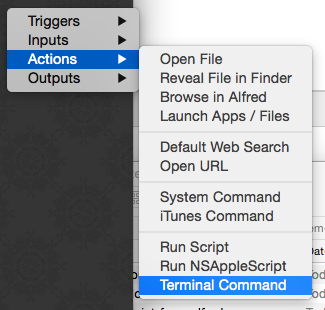 Triggers
Inputs
Actions
Outputs
Open File
Reveal File in Finder
Browse in Alfred
Launch Apps / Files
Default Web Search
Open URL
System Command
iTunes Command
Run Script
Run NSAppleScript
Terminal Command